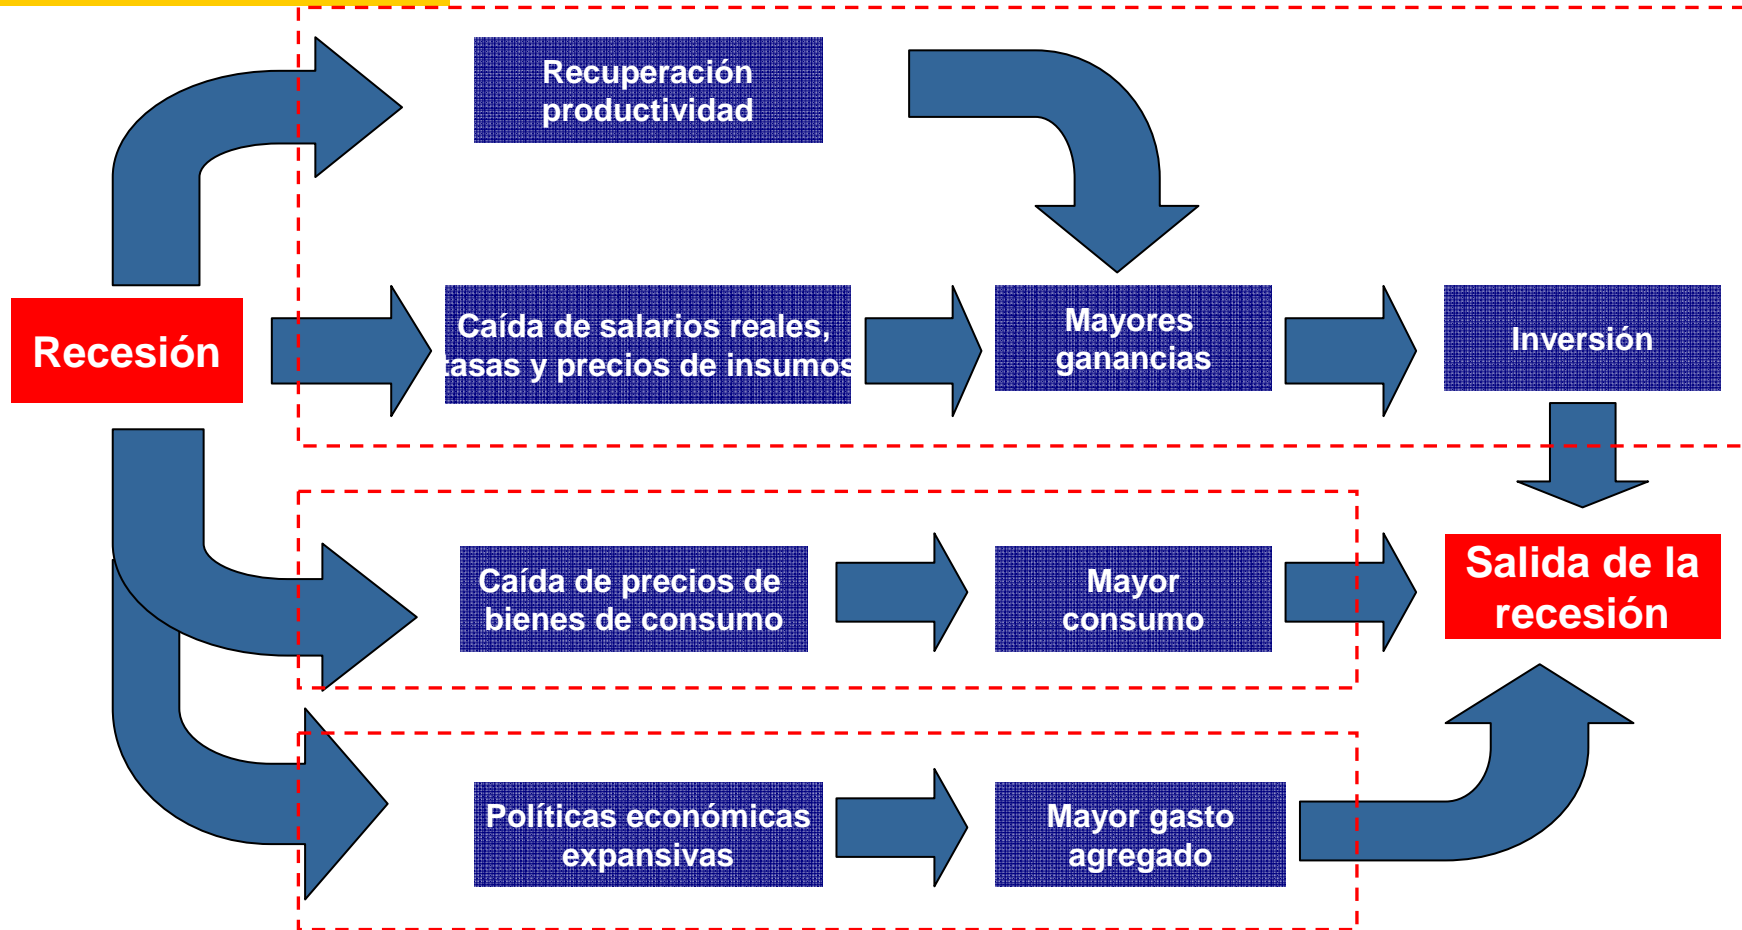 Recuperación
productividad
Recesión
Caída de salarios reales,
tasas y precios de insumos
Mayores
ganancias
Inversión
Caída de precios de
bienes de consumo
Mayor
consumo
Salida de la
recesión
Políticas económicas
expansivas
Mayor gasto
agregado